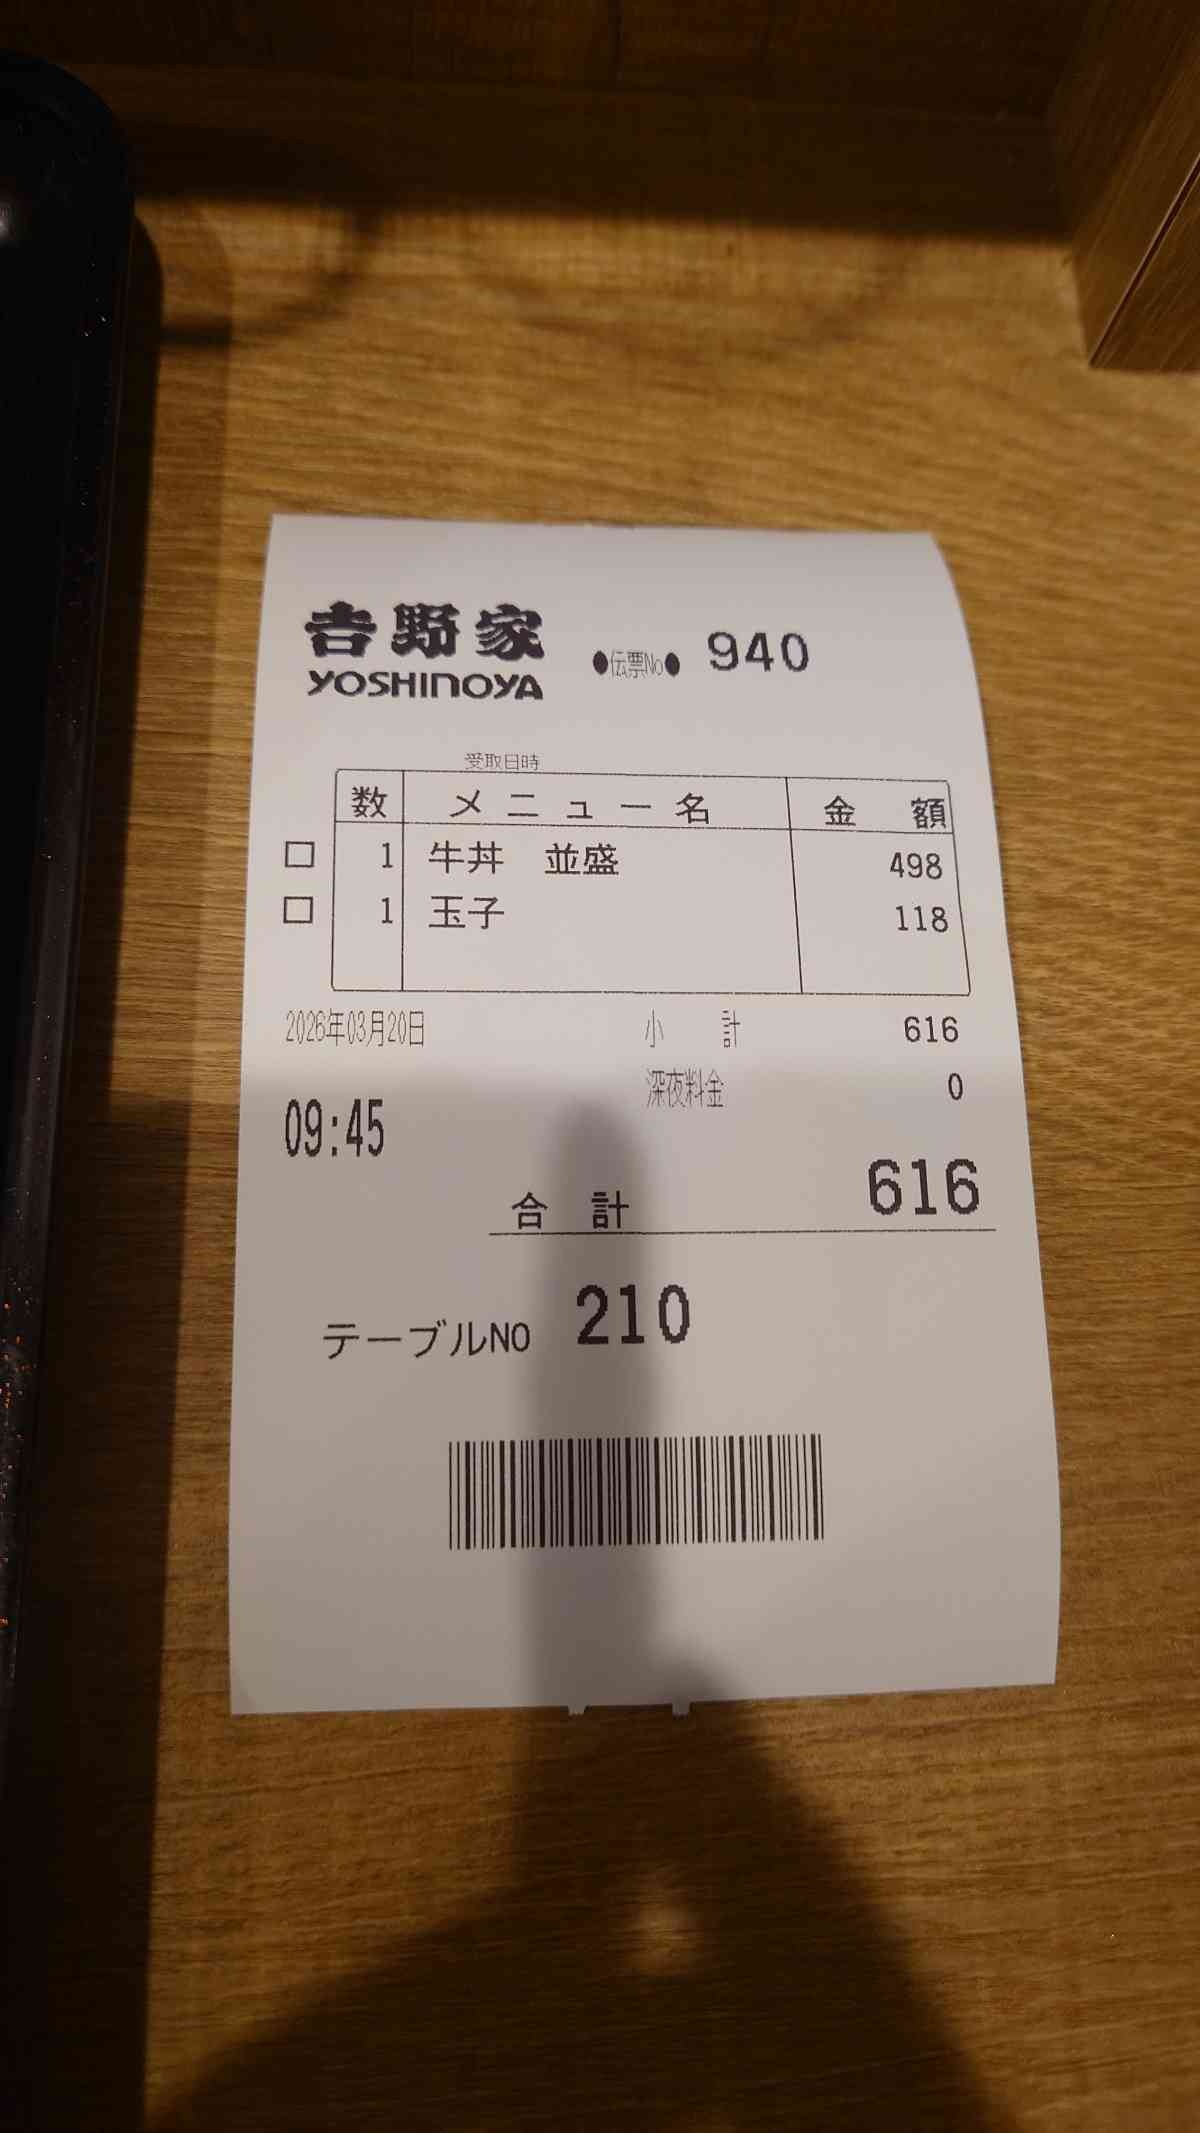 吉野家
YOSHINOYA
●伝票No● 940
受取日時
数 メニュー名 金額
□ 1 牛丼 並盛 498
□ 1 玉子 118
2026年03月20日 小計 616
深夜料金 0
09:45
合計 616
テーブルNO 210